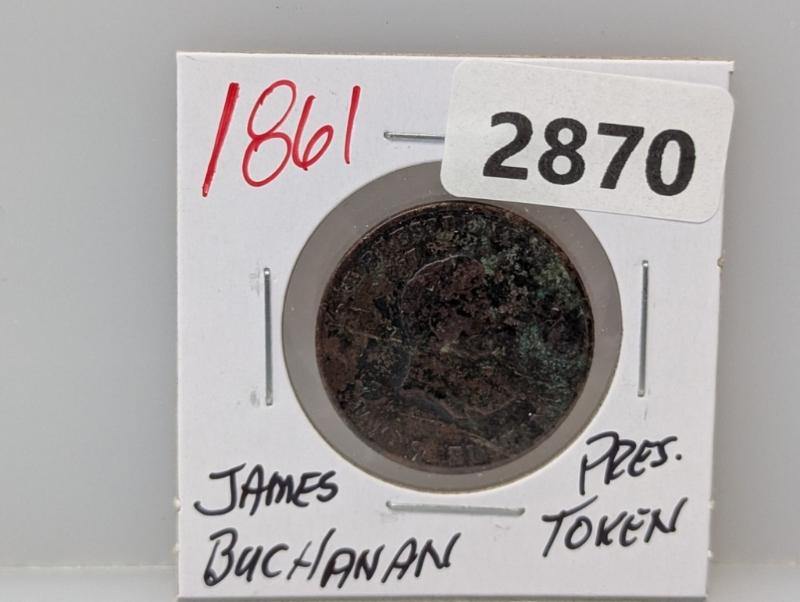 1861
2870
JAMES
BUCHANAN
PRES.
TOKEN